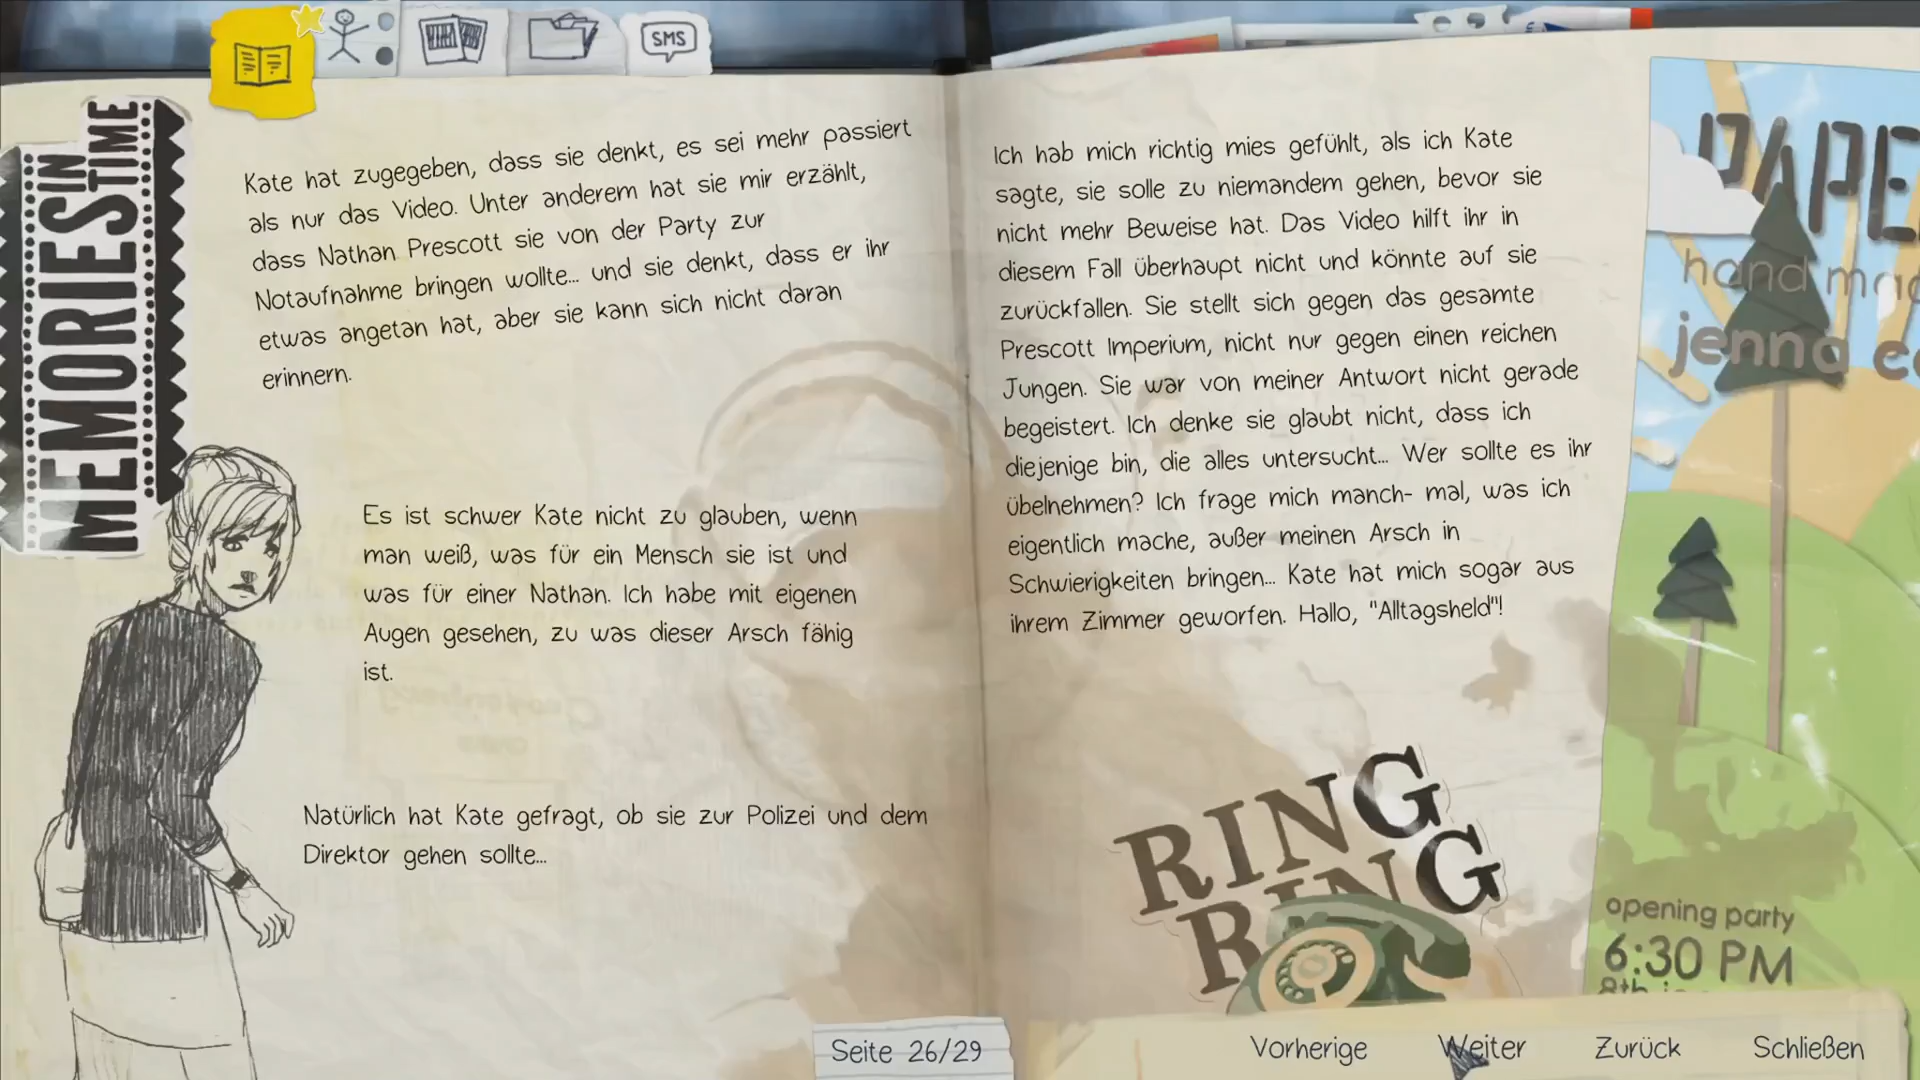 SMS
MEMORIES IN TIME
Kate hat zugegeben, dass sie denkt, es sei mehr passiert
als nur das Video. Unter anderem hat sie mir erzählt,
dass Nathan Prescott sie von der Party zur
Notaufnahme bringen wollte... und sie denkt, dass er ihr
etwas angetan hat, aber sie kann sich nicht daran
erinnern.
Es ist schwer Kate nicht zu glauben, wenn
man weiß, was für ein Mensch sie ist und
was für einer Nathan. Ich habe mit eigenen
Augen gesehen, zu was dieser Arsch fähig
ist.
Natürlich hat Kate gefragt, ob sie zur Polizei und dem
Direktor gehen sollte...
Ich hab mich richtig mies gefühlt, als ich Kate
sagte, sie solle zu niemandem gehen, bevor sie
nicht mehr Beweise hat. Das Video hilft ihr in
diesem Fall überhaupt nicht und könnte auf sie
zurückfallen. Sie stellt sich gegen das gesamte
Prescott Imperium, nicht nur gegen einen reichen
Jungen. Sie war von meiner Antwort nicht gerade
begeistert. Ich denke sie glaubt nicht, dass ich
diejenige bin, die alles untersucht... Wer sollte es ihr
übelnehmen? Ich frage mich manch- mal, was ich
eigentlich mache, außer meinen Arsch in
Schwierigkeiten bringen... Kate hat mich sogar aus
ihrem Zimmer geworfen. Hallo, "Alltagsheld"!
RING
RING
PAPE
hand mad
jenna c
opening party
6:30 PM
8th
Seite 26/29
Vorherige
Weiter
Zurück
Schließen